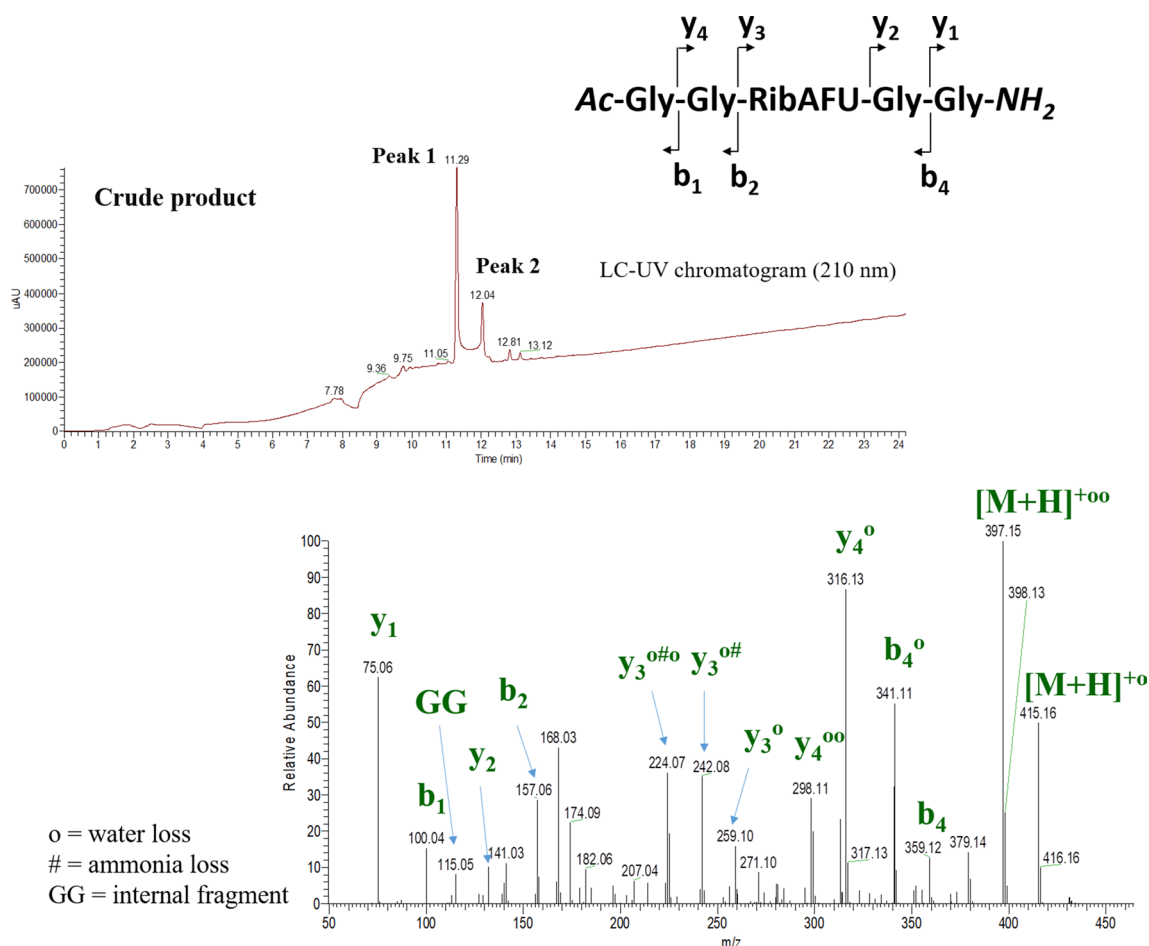 y4 y3 y2 y1
Ac-Gly-Gly-RibAFU-Gly-Gly-NH2
b1 b2 b4
Peak 1
11.29
Crude product
Peak 2
12.04
LC-UV chromatogram (210 nm)
700000
600000
500000
400000
300000
200000
100000
0
uAU
7.78
9.36
9.75
11.05
12.81
13.12
0 1 2 3 4 5 6 7 8 9 10 11 12 13 14 15 16 17 18 19 20 21 22 23 24
Time (min)
[M+H]+oo
397.15
398.13
[M+H]+o
415.16
416.16
y4o
316.13
317.13
b4o
341.11
y1
75.06
GG
115.05
b1
100.04
y2
141.03
b2
157.06
168.03
174.09
182.06
207.04
y3o#o
224.07
y3o#
242.08
y3o
259.10
271.10
y4oo
298.11
b4
359.12
379.14
Relative Abundance
100
90
80
70
60
50
40
30
20
10
0
50 100 150 200 250 300 350 400 450
m/z
o = water loss
# = ammonia loss
GG = internal fragment